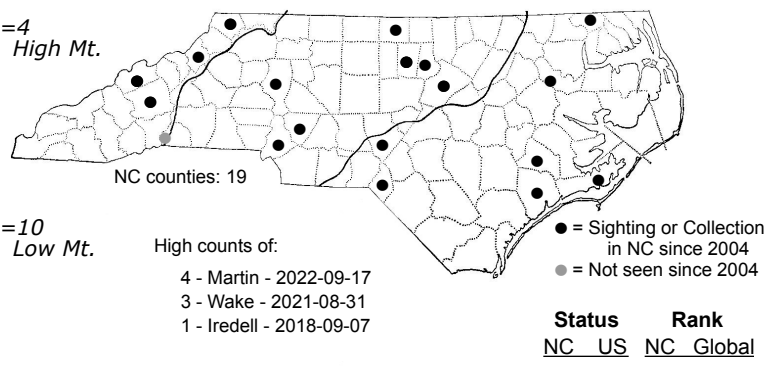 =4
High Mt.
NC counties: 19
=10
Low Mt.
High counts of:
4 - Martin - 2022-09-17
3 - Wake - 2021-08-31
1 - Iredell - 2018-09-07
● = Sighting or Collection
in NC since 2004
● = Not seen since 2004
Status Rank
NC US NC Global